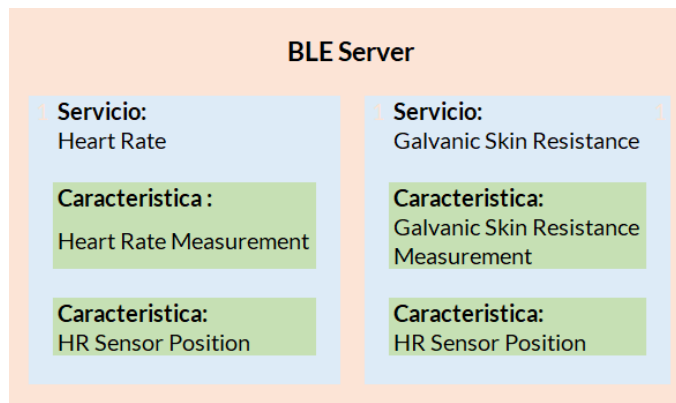 BLE Server
Servicio:
Heart Rate
Caracteristica :
Heart Rate Measurement
Caracteristica:
HR Sensor Position
Servicio:
Galvanic Skin Resistance
Caracteristica:
Galvanic Skin Resistance
Measurement
Caracteristica:
HR Sensor Position